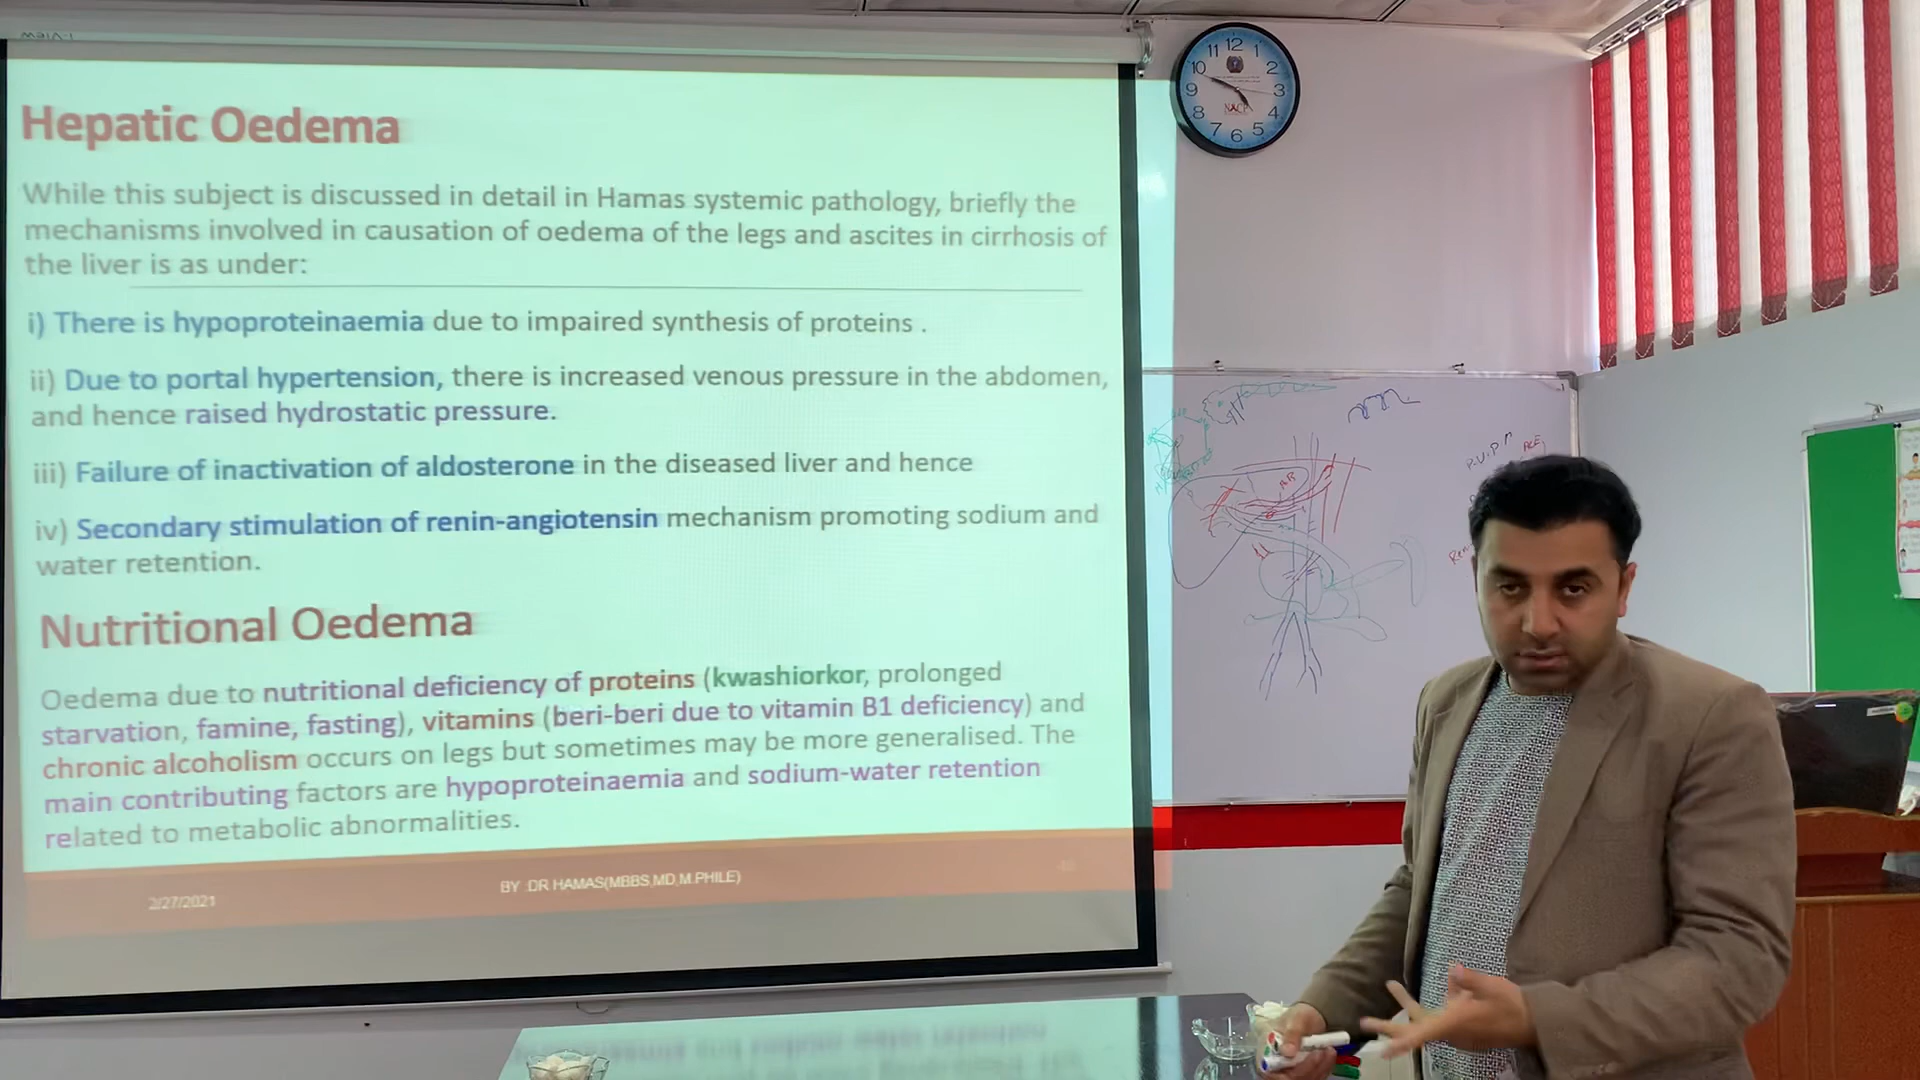 Hepatic Oedema
While this subject is discussed in detail in Hamas systemic pathology, briefly the
mechanisms involved in causation of oedema of the legs and ascites in cirrhosis of
the liver is as under:
i) There is hypoproteinaemia due to impaired synthesis of proteins .
ii) Due to portal hypertension, there is increased venous pressure in the abdomen,
and hence raised hydrostatic pressure.
iii) Failure of inactivation of aldosterone in the diseased liver and hence
iv) Secondary stimulation of renin-angiotensin mechanism promoting sodium and
water retention.
Nutritional Oedema
Oedema due to nutritional deficiency of proteins (kwashiorkor, prolonged
starvation, famine, fasting), vitamins (beri-beri due to vitamin B1 deficiency) and
chronic alcoholism occurs on legs but sometimes may be more generalised. The
main contributing factors are hypoproteinaemia and sodium-water retention
related to metabolic abnormalities.
2/27/2021
BY :DR HAMAS(MBBS,MD,M.PHILE)
12
1
2
3
4
5
6
7
8
9
10
11